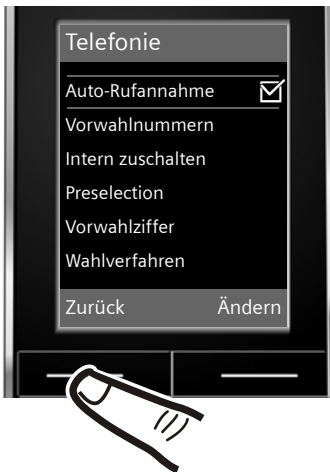 Telefonie
Auto-Rufannahme
Vorwahlnummern
Intern zuschalten
Preselection
Vorwahlziffer
Wahlverfahren
Zurück Ändern